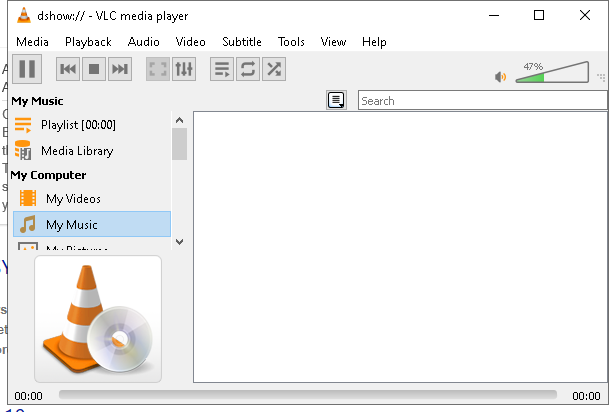 dshow:// - VLC media player
Media Playback Audio Video Subtitle Tools View Help
47%
My Music
Search
Playlist [00:00]
Media Library
My Computer
My Videos
My Music
My Pictures
00:00 00:00